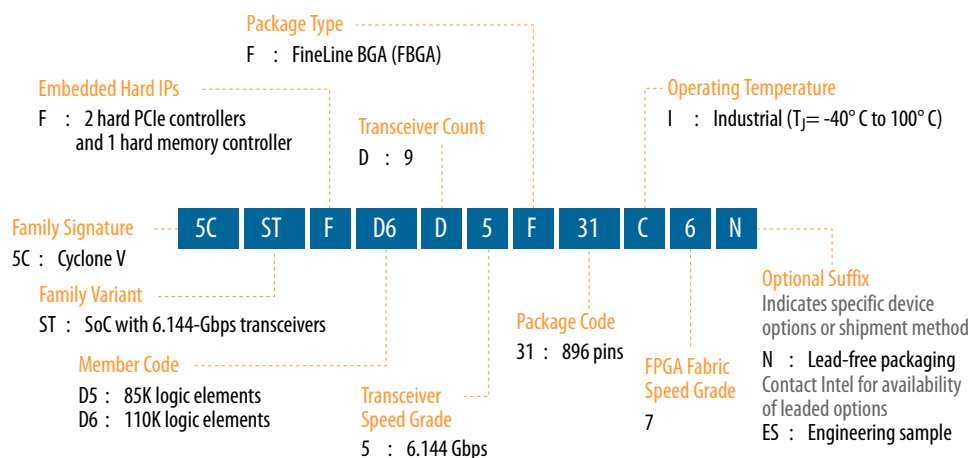 Package Type
F : FineLine BGA (FBGA)
Embedded Hard IPs
F : 2 hard PCIe controllers
and 1 hard memory controller
Transceiver Count
D : 9
Operating Temperature
I : Industrial (TJ= -40° C to 100° C)
5C ST F D6 D 5 F 31 C 6 N
Family Signature
5C : Cyclone V
Family Variant
ST : SoC with 6.144-Gbps transceivers
Member Code
D5 : 85K logic elements
D6 : 110K logic elements
Transceiver
Speed Grade
5 : 6.144 Gbps
Package Code
31 : 896 pins
FPGA Fabric
Speed Grade
7
Optional Suffix
Indicates specific device
options or shipment method
N : Lead-free packaging
Contact Intel for availability
of leaded options
ES : Engineering sample